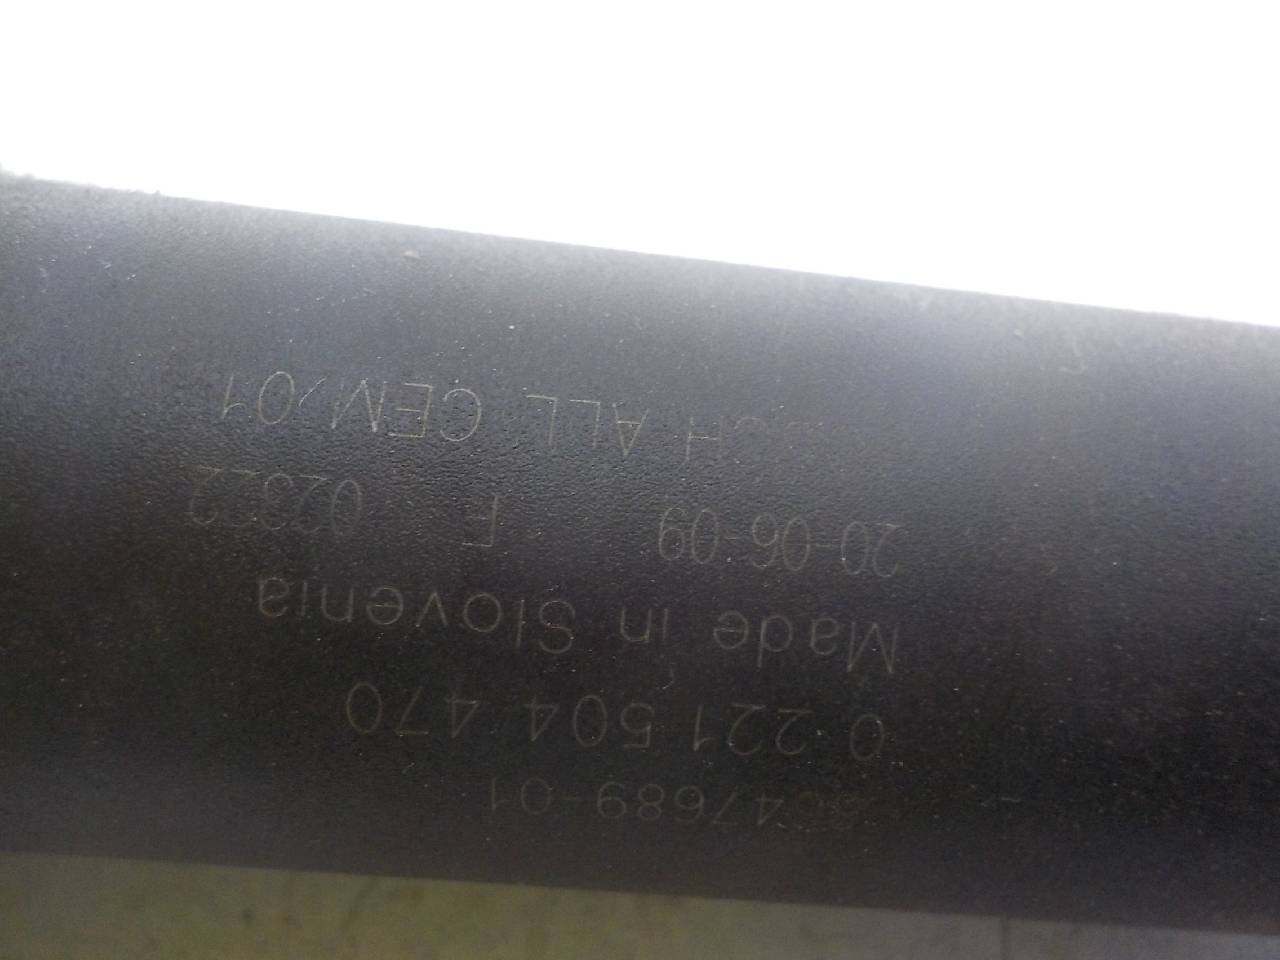 47689-01
0 221 504 470
Made in Slovenia
20-06-09 F 02322
ALL CEM 01